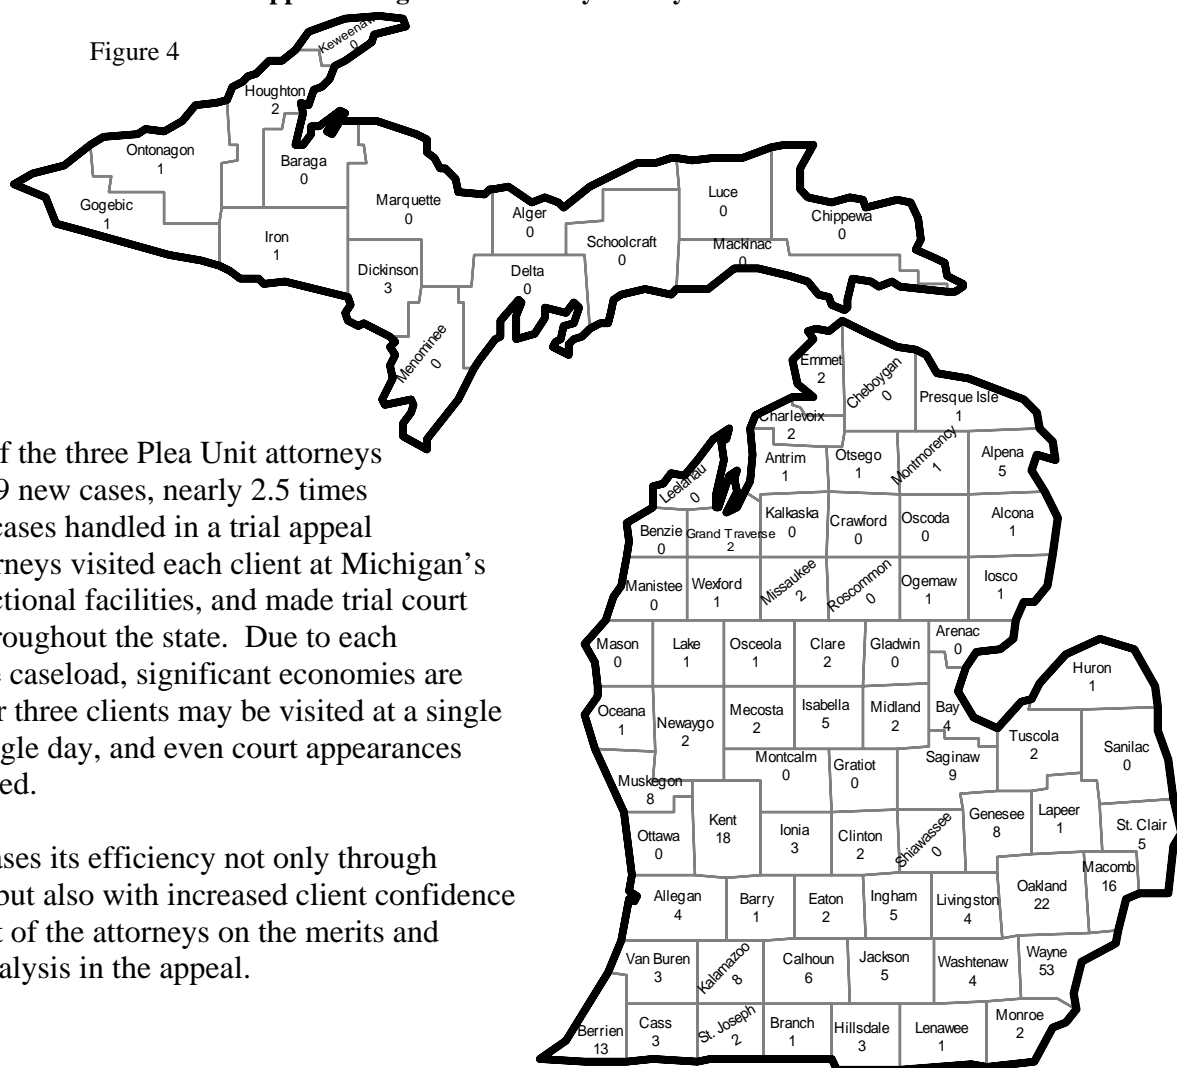 Figure 4
Keweenaw
0
Houghton
2
Ontonagon
1
Baraga
0
Gogebic
1
Marquette
0
Iron
1
Dickinson
3
Alger
0
Luce
0
Chippewa
0
Schoolcraft
0
Mackinac
0
Delta
0
Menominee
0
of the three Plea Unit attorneys
9 new cases, nearly 2.5 times
cases handled in a trial appeal
rneys visited each client at Michigan's
ctional facilities, and made trial court
roughout the state. Due to each
e caseload, significant economies are
r three clients may be visited at a single
gle day, and even court appearances
ed.
ases its efficiency not only through
but also with increased client confidence
t of the attorneys on the merits and
alysis in the appeal.
Emmet
2
Cheboygan
0
Presque Isle
1
Charlevoix
2
Antrim
1
Otsego
1
Montmorency
1
Alpena
5
Leelanau
0
Benzie
0
Grand Traverse
2
Kalkaska
0
Crawford
0
Oscoda
0
Alcona
1
Manistee
0
Wexford
1
Missaukee
2
Roscommon
0
Ogemaw
1
Iosco
1
Mason
0
Lake
1
Osceola
1
Clare
2
Gladwin
0
Arenac
0
Huron
1
Oceana
1
Newaygo
2
Mecosta
2
Isabella
5
Midland
2
Bay
4
Tuscola
2
Sanilac
0
Muskegon
8
Montcalm
0
Gratiot
0
Saginaw
9
Ottawa
0
Kent
18
Ionia
3
Clinton
2
Shiawassee
0
Genesee
8
Lapeer
1
St. Clair
5
Allegan
4
Barry
1
Eaton
2
Ingham
5
Livingston
4
Oakland
22
Macomb
16
Van Buren
3
Kalamazoo
8
Calhoun
6
Jackson
5
Washtenaw
4
Wayne
53
Berrien
13
Cass
3
St. Joseph
2
Branch
1
Hillsdale
3
Lenawee
1
Monroe
2